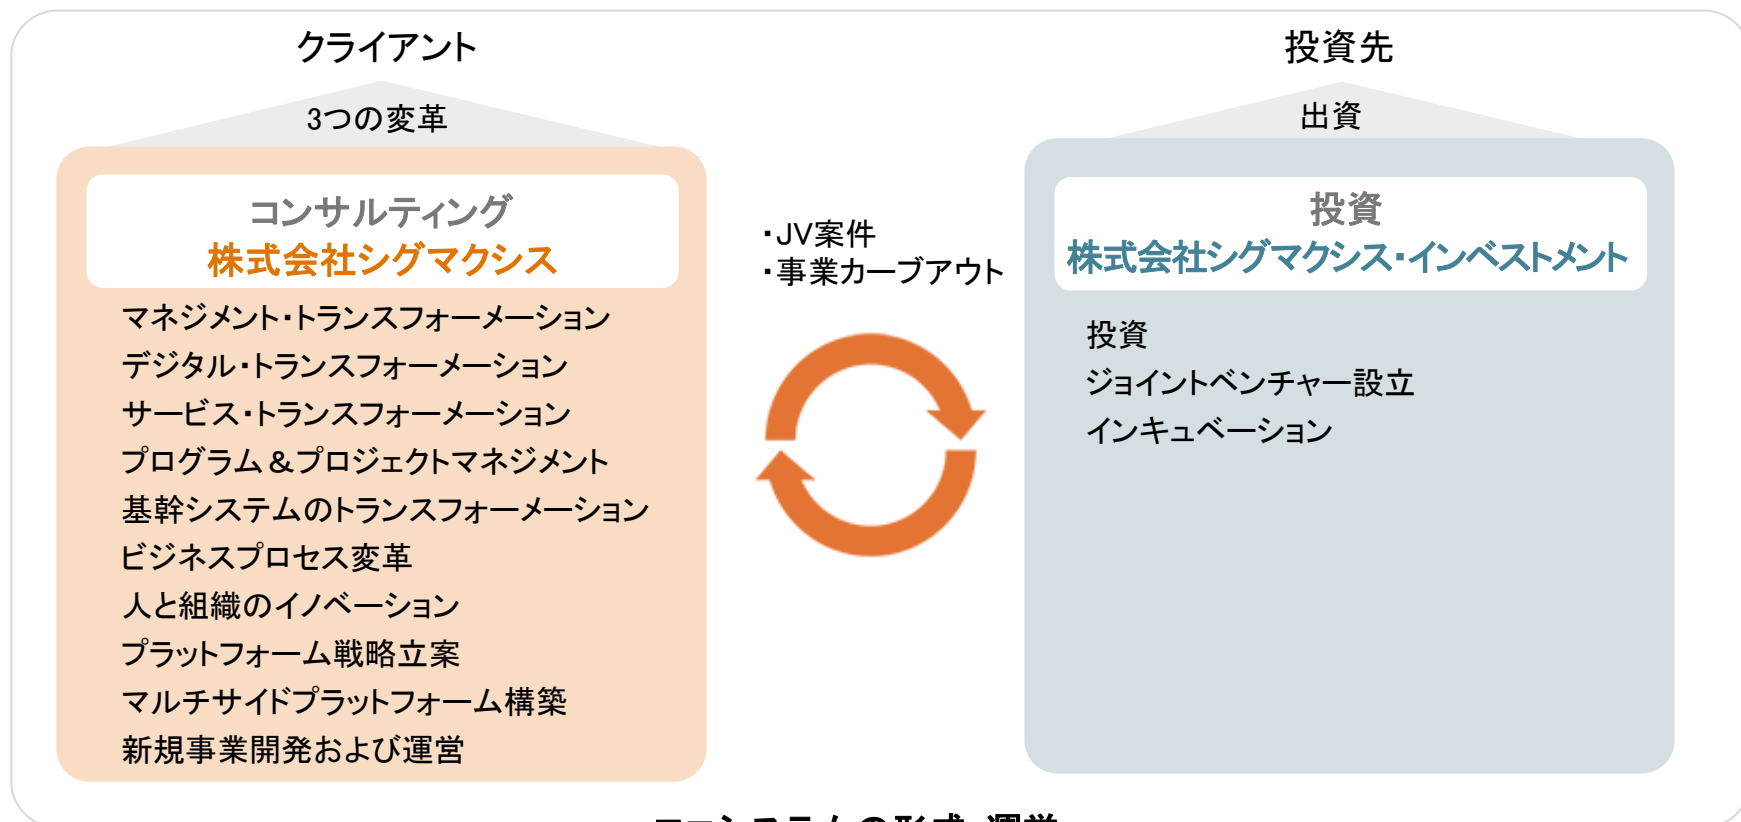 クライアント
3つの変革
コンサルティング
株式会社シグマクシス
マネジメント・トランスフォーメーション
デジタル・トランスフォーメーション
サービス・トランスフォーメーション
プログラム＆プロジェクトマネジメント
基幹システムのトランスフォーメーション
ビジネスプロセス変革
人と組織のイノベーション
プラットフォーム戦略立案
マルチサイドプラットフォーム構築
新規事業開発および運営
・JV案件
・事業カーブアウト
投資先
出資
投資
株式会社シグマクシス・インベストメント
投資
ジョイントベンチャー設立
インキュベーション